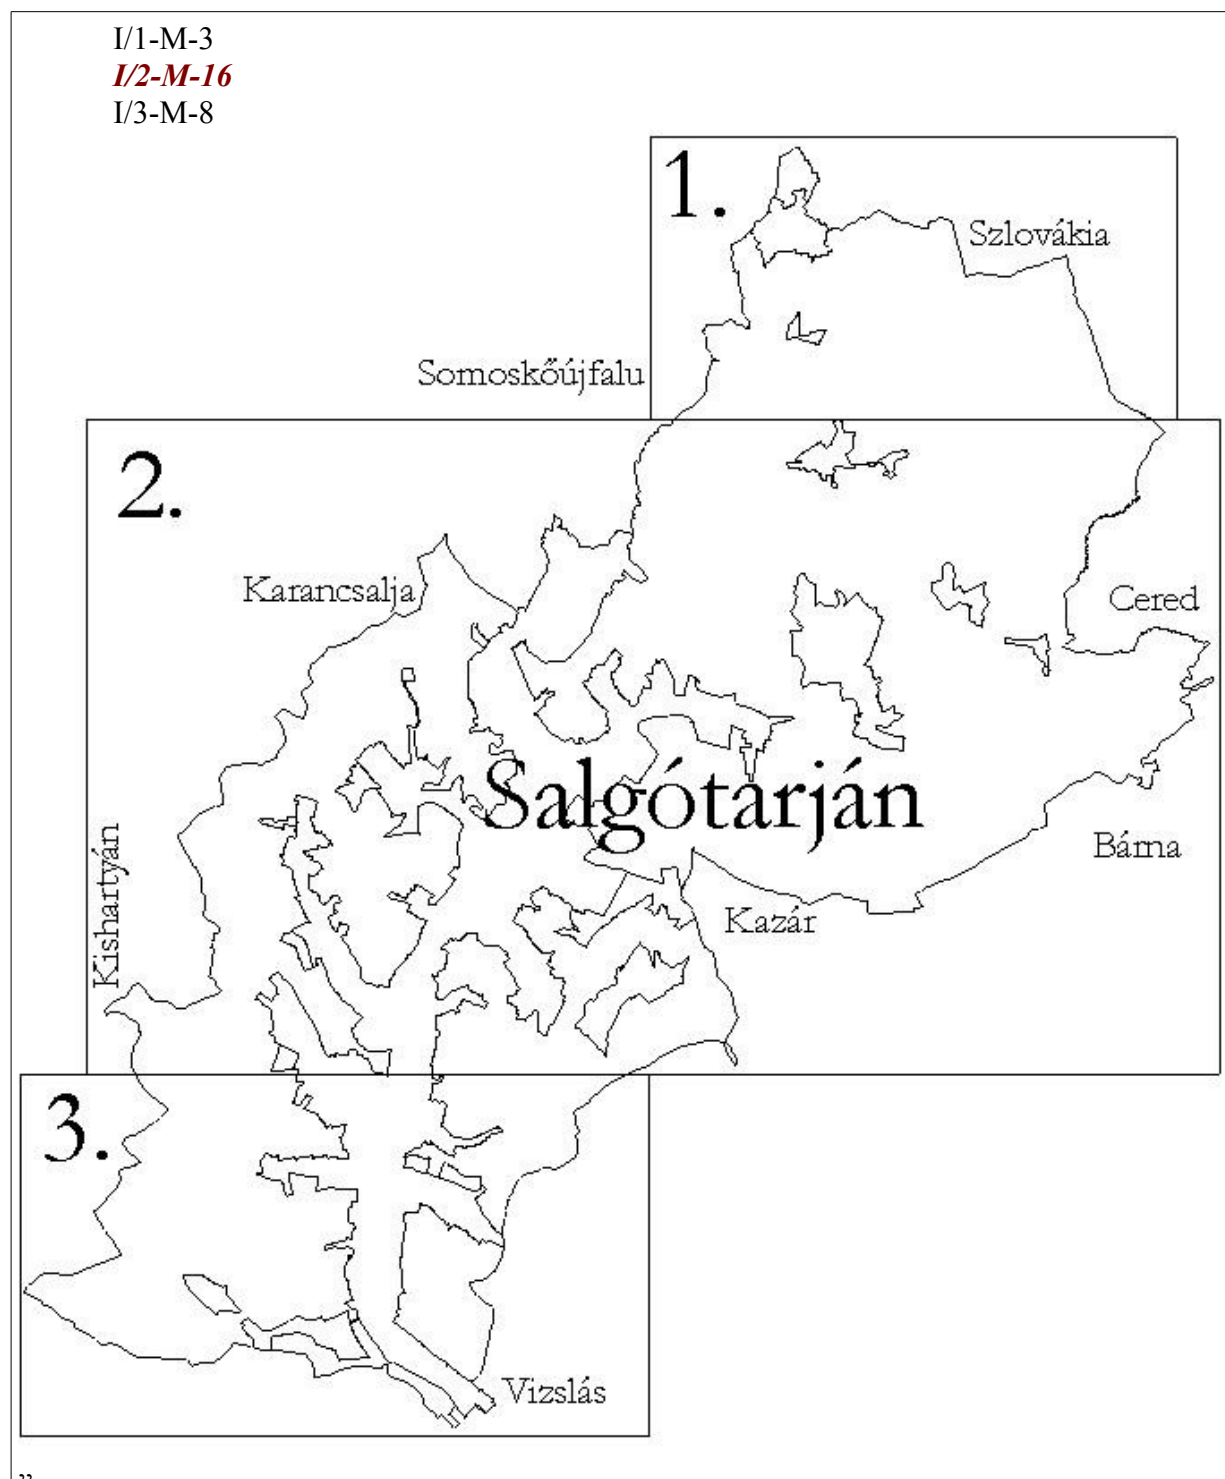 I/1-M-3
I/2-M-16
I/3-M-8
1.
Szlovákia
Somoskőújfalu
2.
Karancsalja
Cered
Salgótarján
Bárna
Kishartyán
Kazár
3.
Vizslás
”